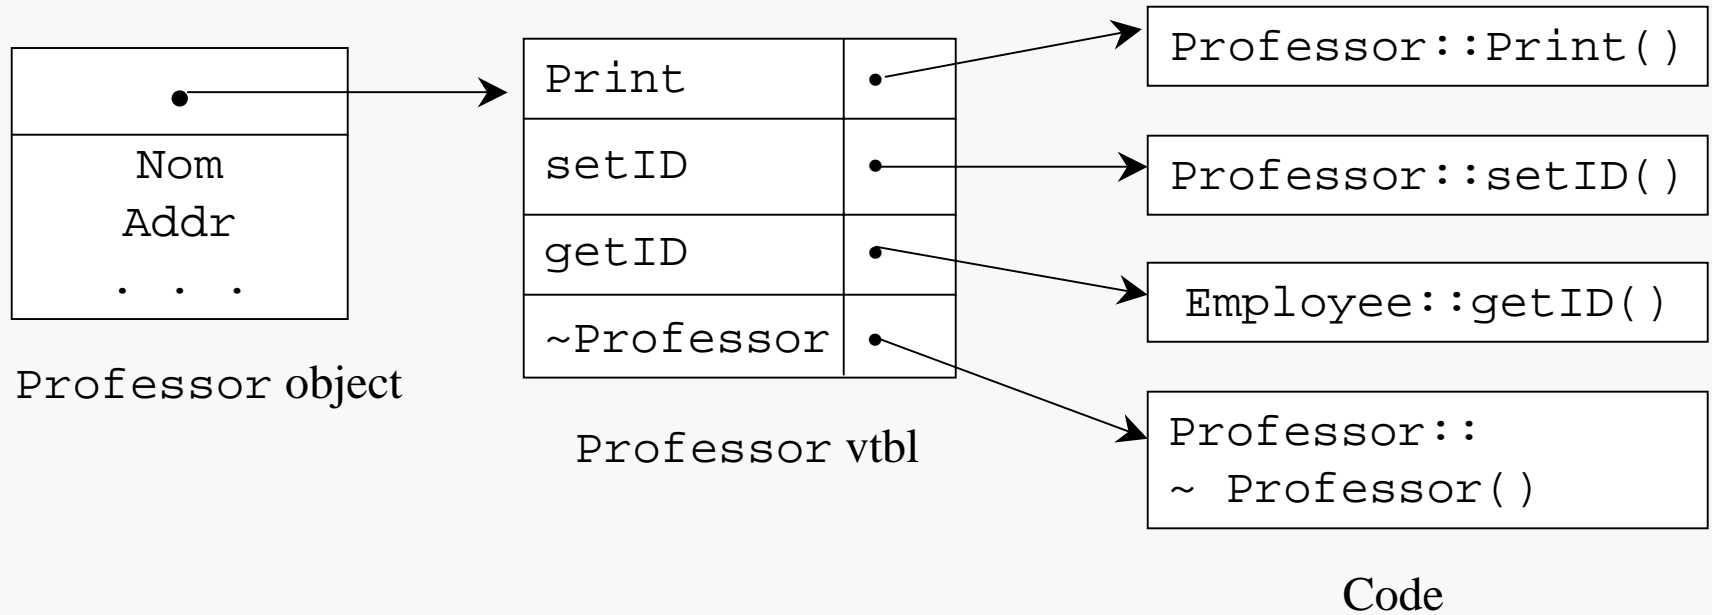 Nom
Addr
. . .
Professor object
Print
setID
getID
~Professor
Professor vtbl
Professor::Print()
Professor::setID()
Employee::getID()
Professor::
~ Professor()
Code